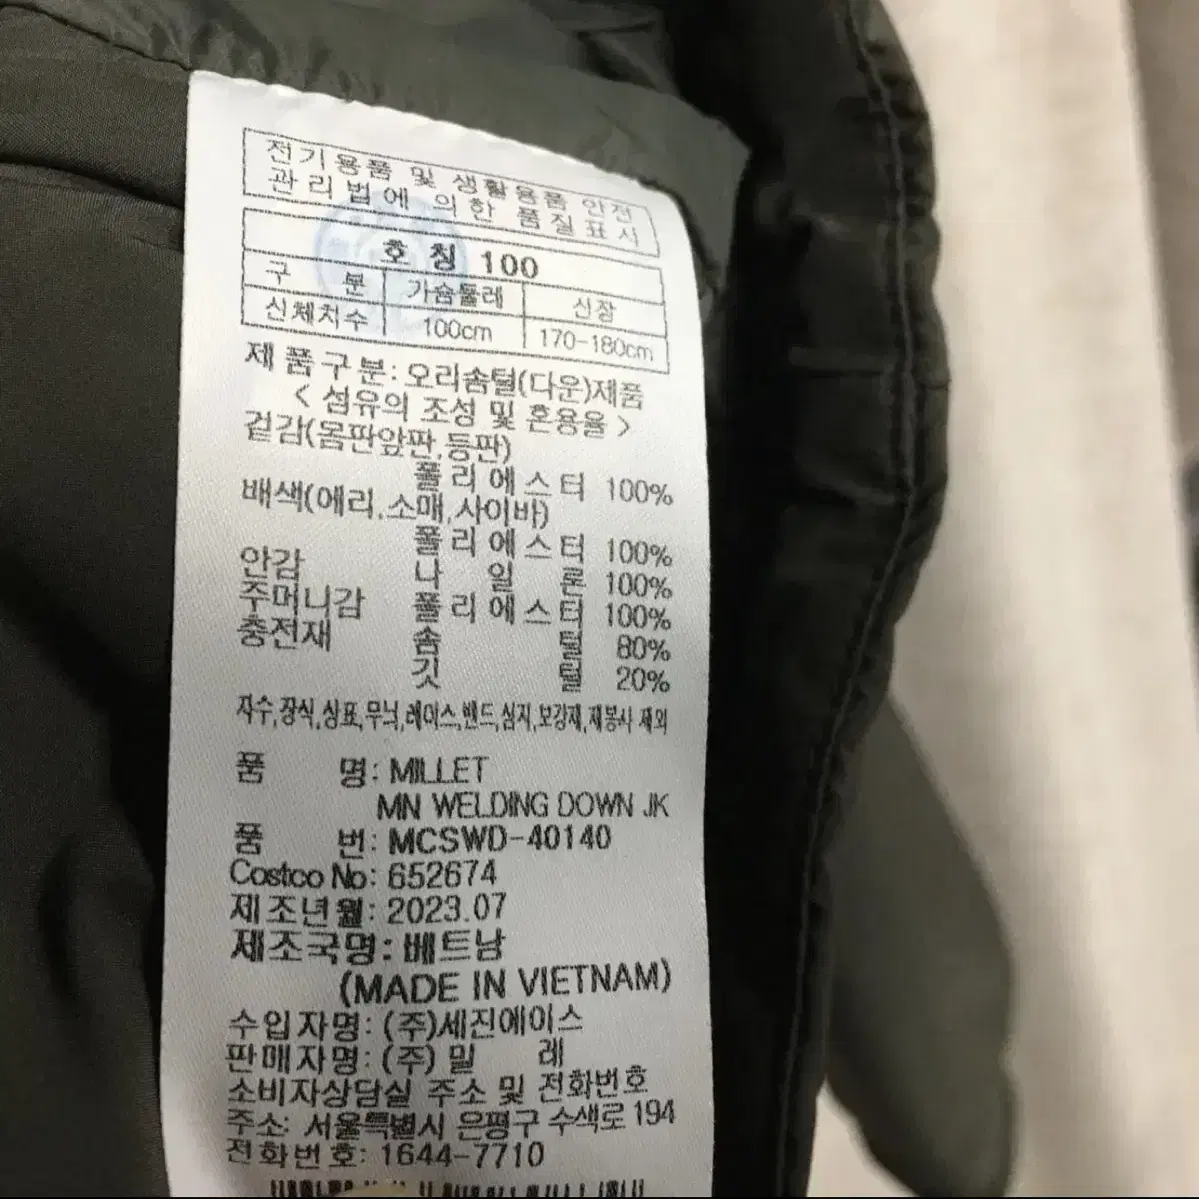 전기용품 및 생활용품 안전
관리법에 의한 품질표시
호 칭 100
구 분 가슴둘레 신장
신체치수 100cm 170-180cm
제품구분: 오리솜털(다운)제품
< 섬유의 조성 및 혼용율 >
겉감(몸판앞판,등판)
폴리에스터 100%
배색(에리,소매,사이바)
폴리에스터 100%
안감 나 일 론 100%
주머니감 폴리에스터 100%
충전재 솜 털 80%
깃 털 20%
자수,장식,상표,무늬,레이스,밴드,심지,보강재,재봉사 제외
품 명: MILLET
MN WELDING DOWN JK
품 번: MCSWD-40140
Costco No: 652674
제조년월: 2023.07
제조국명: 베트남
(MADE IN VIETNAM)
수입자명: (주)세진에이스
판매자명: (주) 밀 레
소비자상담실 주소 및 전화번호
주소: 서울특별시 은평구 수색로 194
전화번호: 1644-7710